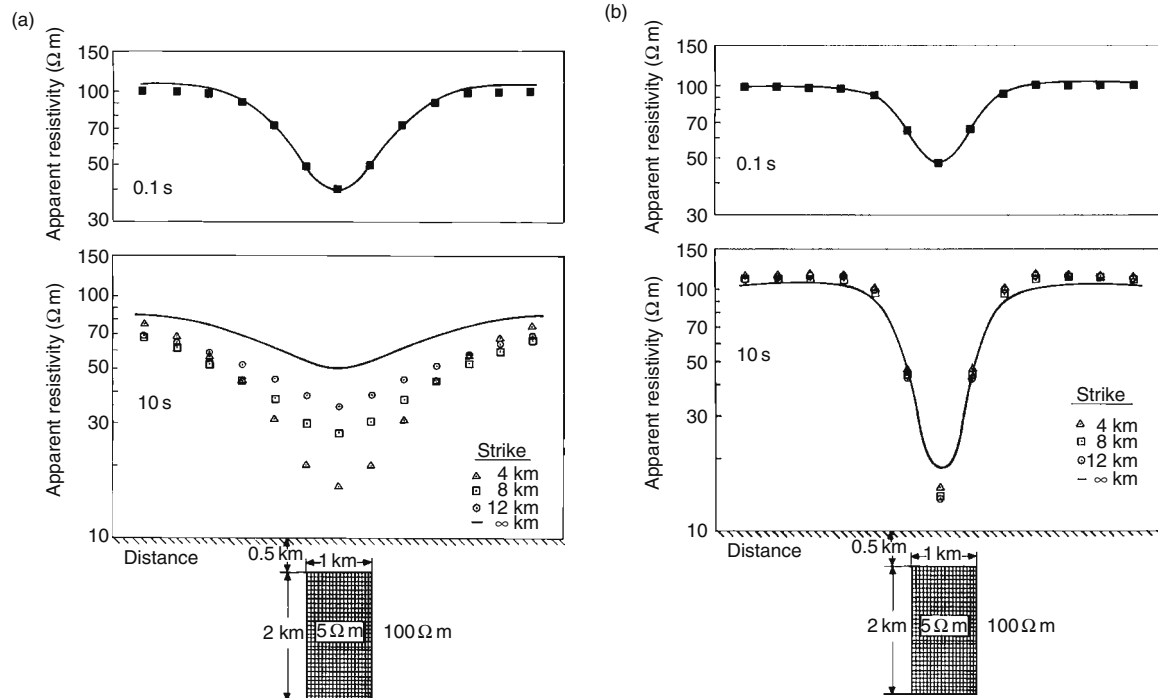 (a)
Apparent resistivity (Ω m)
150
100
70
50
30
0.1 s
Apparent resistivity (Ω m)
150
100
70
50
30
10
10 s
Strike
4 km
8 km
12 km
∞ km
Distance
0.5 km
1 km
2 km
5 Ω m
100 Ω m
(b)
Apparent resistivity (Ω m)
150
100
70
50
30
0.1 s
Apparent resistivity (Ω m)
150
100
70
50
30
10
10 s
Strike
4 km
8 km
12 km
∞ km
Distance
0.5 km
1 km
2 km
5 Ω m
100 Ω m